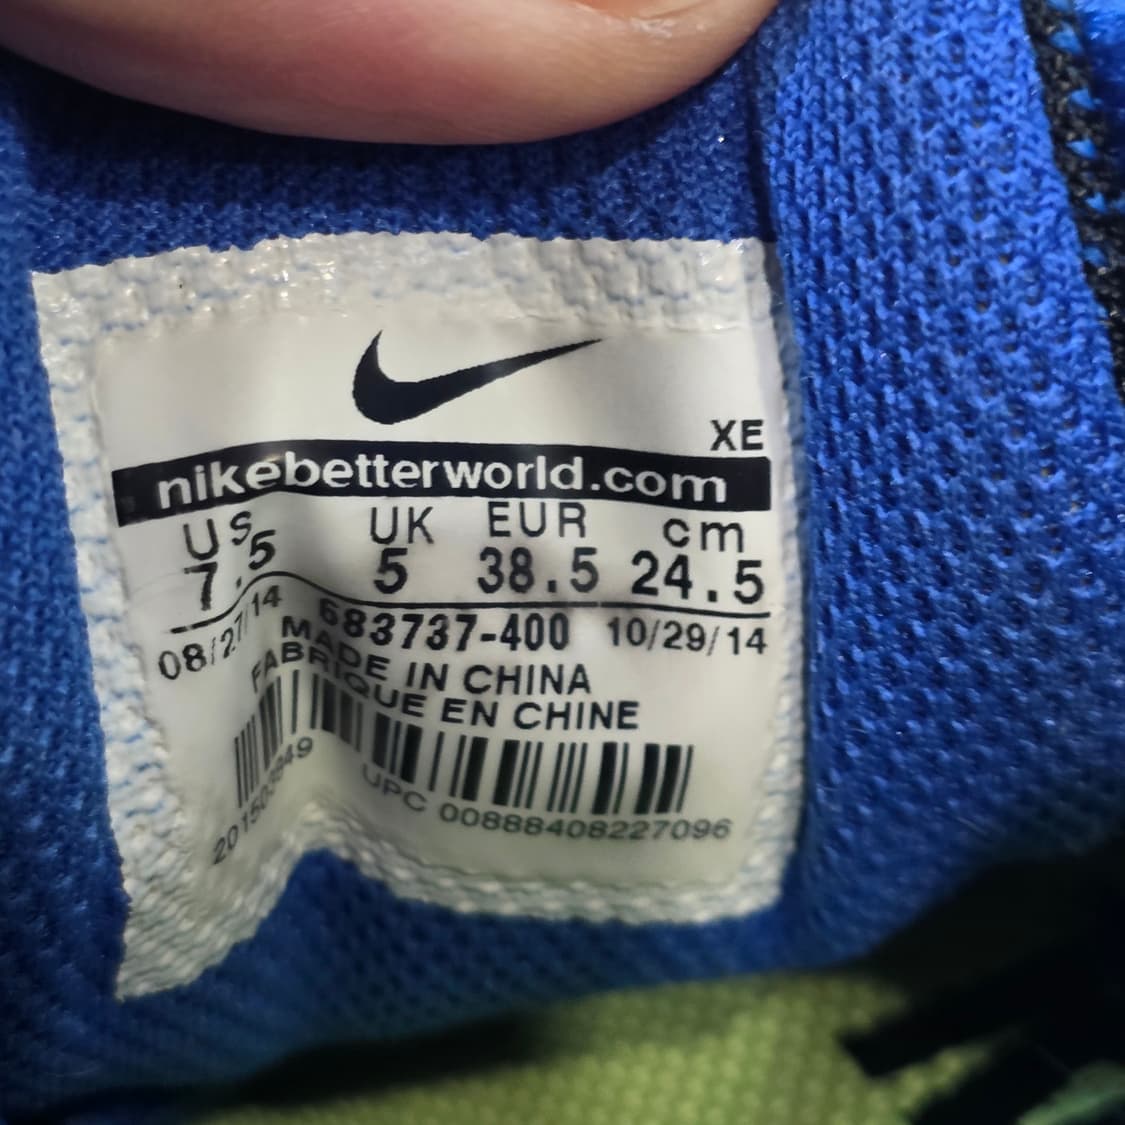 XE
nikebetterworld.com
US UK EUR cm
7.5 5 38.5 24.5
08/27/14 683737-400 10/29/14
MADE IN CHINA
FABRIQUE EN CHINE
UPC 00888408227096